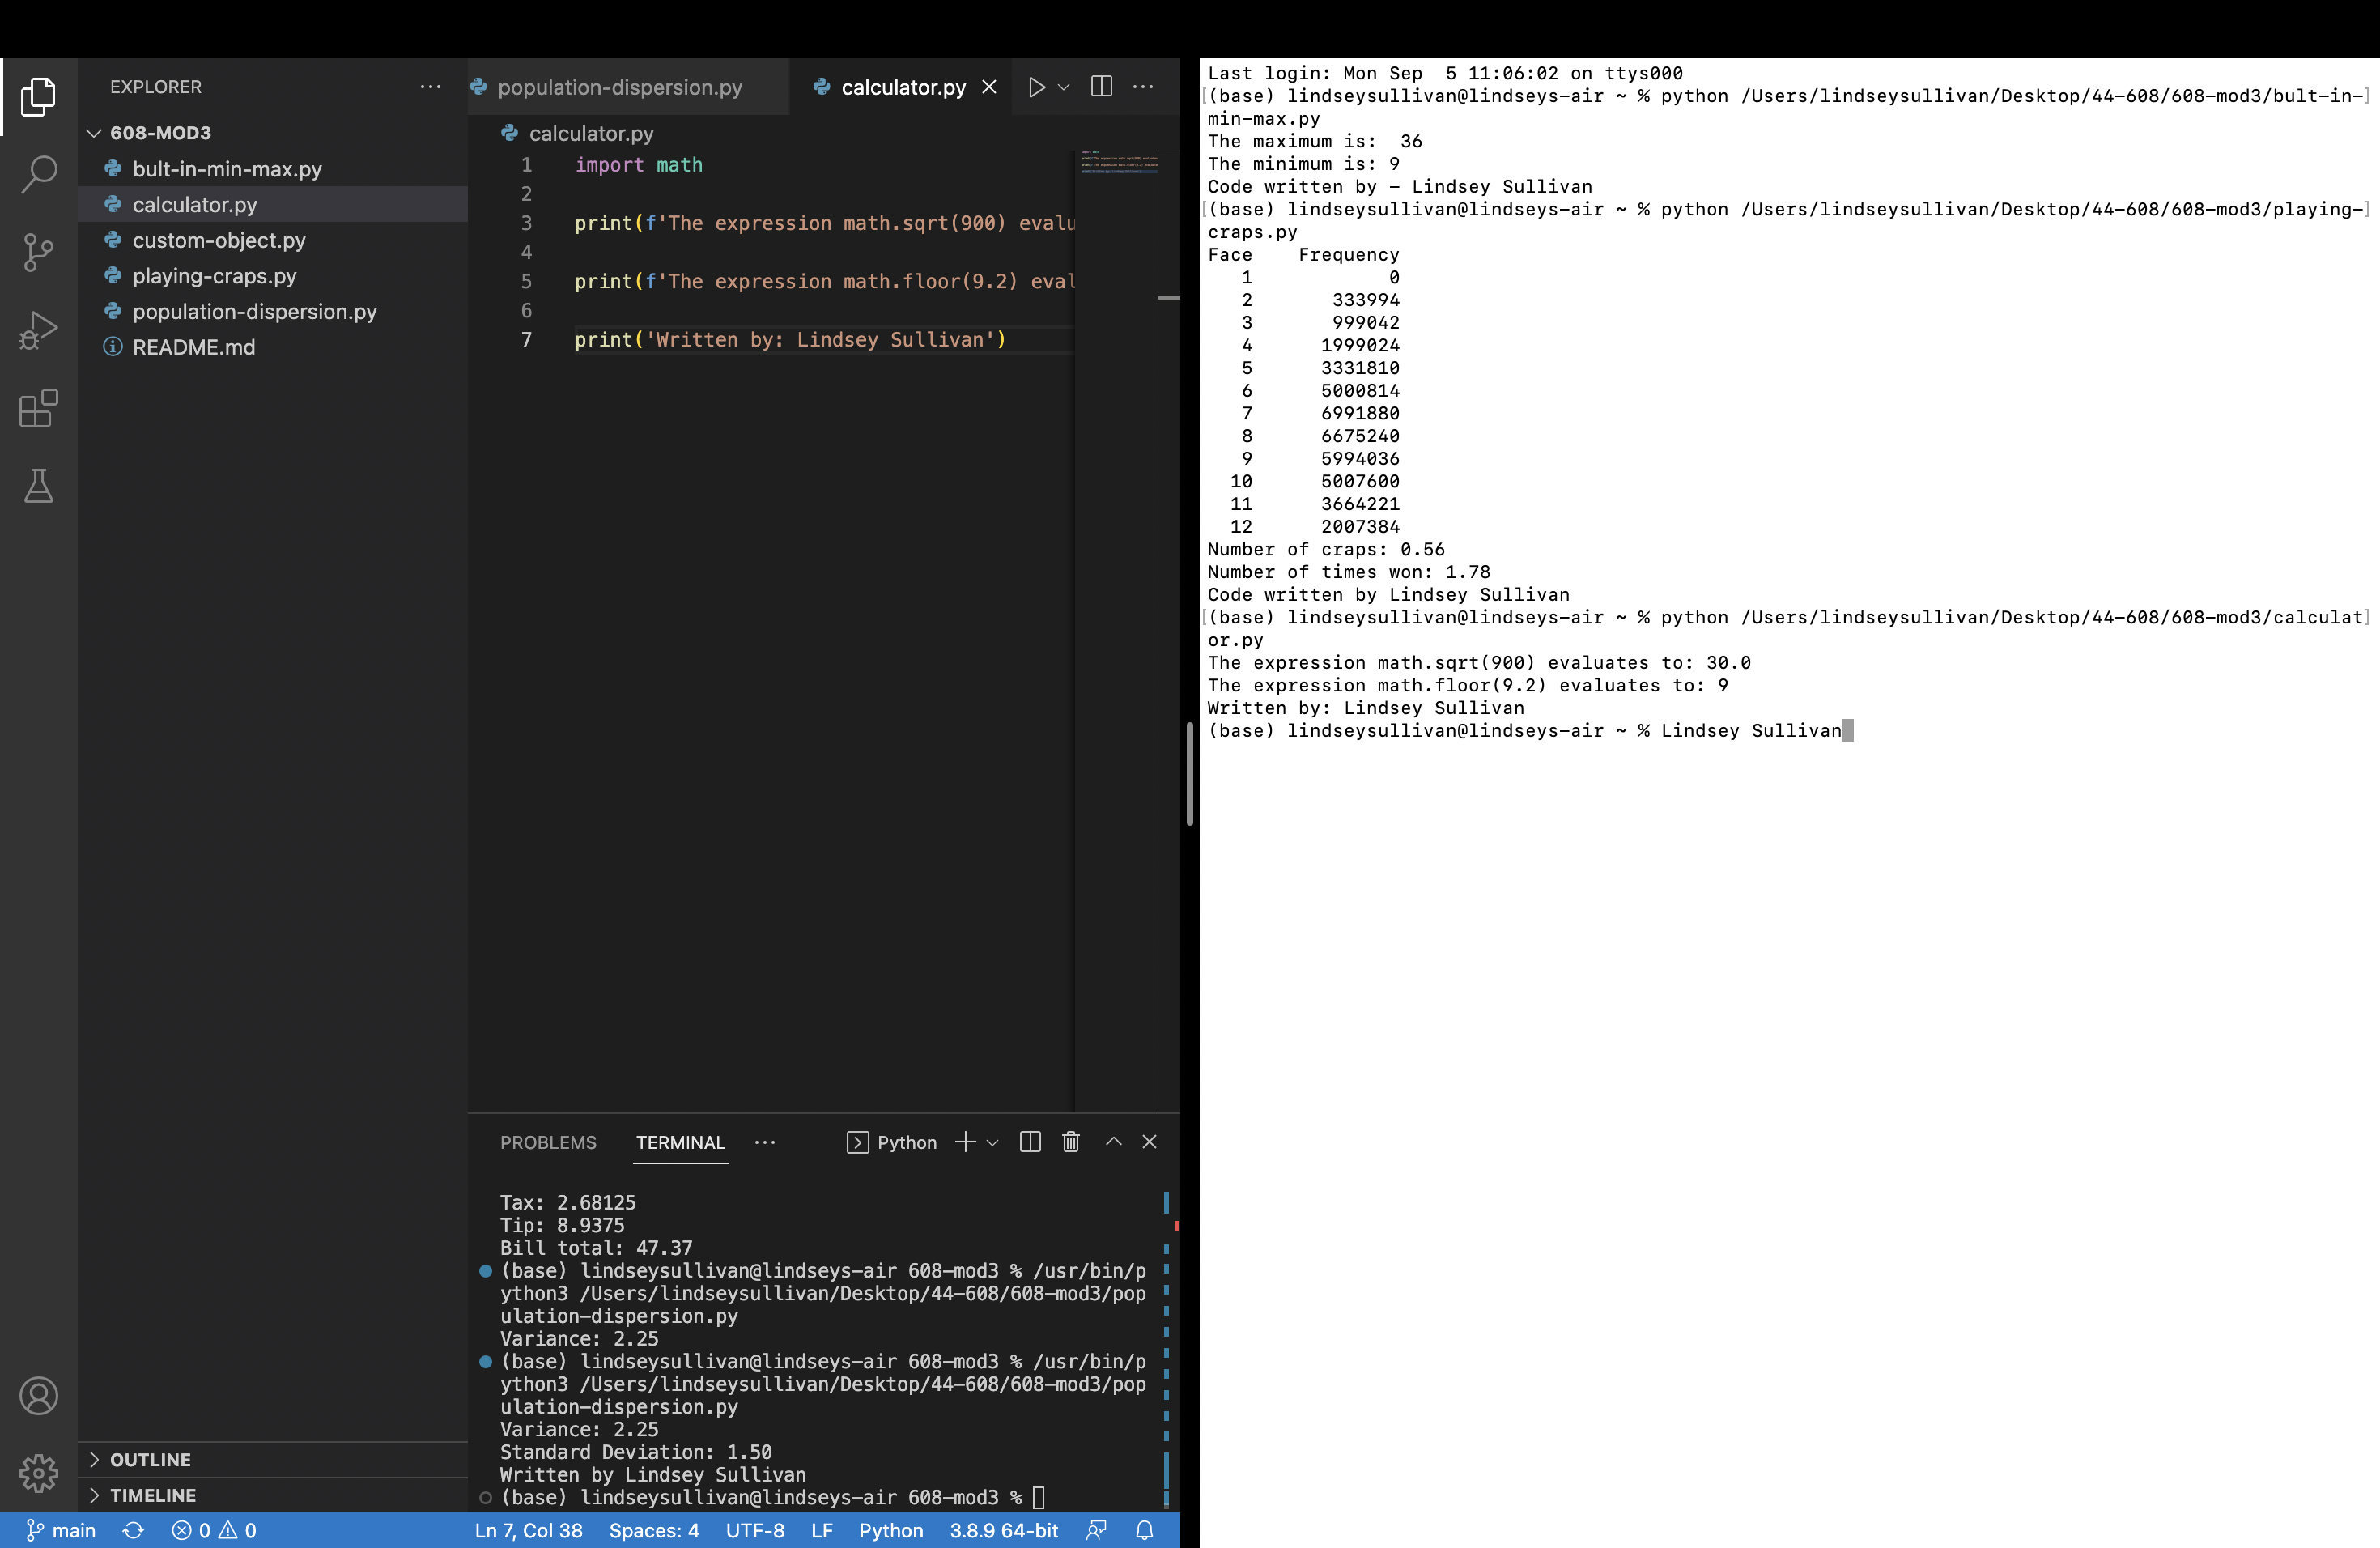 EXPLORER
608-MOD3
bult-in-min-max.py
calculator.py
custom-object.py
playing-craps.py
population-dispersion.py
README.md
OUTLINE
TIMELINE
population-dispersion.py
calculator.py
calculator.py
1 import math
2
3 print(f'The expression math.sqrt(900) evalu
4
5 print(f'The expression math.floor(9.2) eval
6
7 print('Written by: Lindsey Sullivan')
PROBLEMS TERMINAL ··· Python
Tax: 2.68125
Tip: 8.9375
Bill total: 47.37
(base) lindseysullivan@lindseys-air 608-mod3 % /usr/bin/p
ython3 /Users/lindseysullivan/Desktop/44-608/608-mod3/pop
ulation-dispersion.py
Variance: 2.25
(base) lindseysullivan@lindseys-air 608-mod3 % /usr/bin/p
ython3 /Users/lindseysullivan/Desktop/44-608/608-mod3/pop
ulation-dispersion.py
Variance: 2.25
Standard Deviation: 1.50
Written by Lindsey Sullivan
(base) lindseysullivan@lindseys-air 608-mod3 %
main 0 0 Ln 7, Col 38 Spaces: 4 UTF-8 LF Python 3.8.9 64-bit
Last login: Mon Sep  5 11:06:02 on ttys000
[(base) lindseysullivan@lindseys-air ~ % python /Users/lindseysullivan/Desktop/44-608/608-mod3/bult-in-]
min-max.py
The maximum is:  36
The minimum is: 9
Code written by - Lindsey Sullivan
[(base) lindseysullivan@lindseys-air ~ % python /Users/lindseysullivan/Desktop/44-608/608-mod3/playing-]
craps.py
Face    Frequency
1 0
2 333994
3 999042
4 1999024
5 3331810
6 5000814
7 6991880
8 6675240
9 5994036
10 5007600
11 3664221
12 2007384
Number of craps: 0.56
Number of times won: 1.78
Code written by Lindsey Sullivan
[(base) lindseysullivan@lindseys-air ~ % python /Users/lindseysullivan/Desktop/44-608/608-mod3/calculat]
or.py
The expression math.sqrt(900) evaluates to: 30.0
The expression math.floor(9.2) evaluates to: 9
Written by: Lindsey Sullivan
(base) lindseysullivan@lindseys-air ~ % Lindsey Sullivan